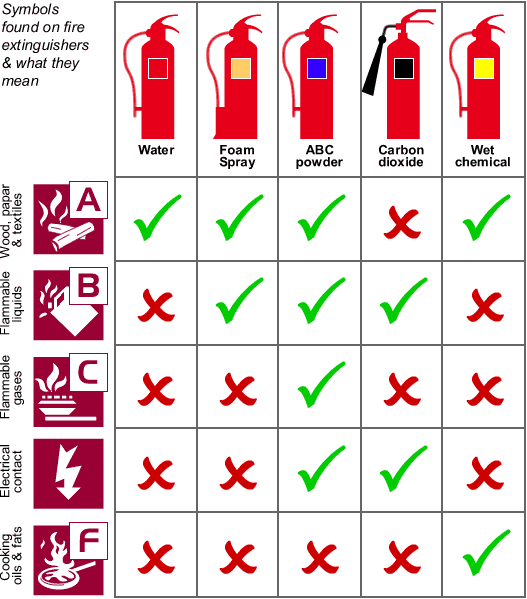 Symbols
found on fire
extinguishers
& what they
mean
Water
Foam
Spray
ABC
powder
Carbon
dioxide
Wet
chemical
Wood, papar
& textiles
A
Flammable
liquids
B
Flammable
gases
C
Electrical
contact
Cooking
oils & fats
F